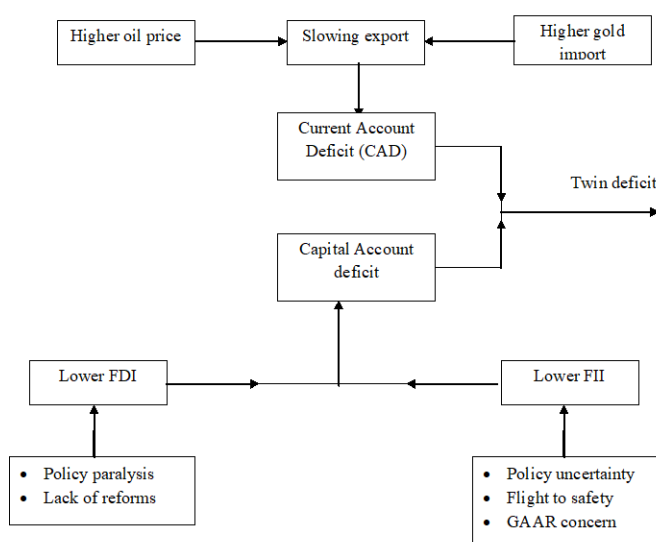 Higher oil price
Slowing export
Higher gold
import
Current Account
Deficit (CAD)
Twin deficit
Capital Account
deficit
Lower FDI
Lower FII
• Policy paralysis
• Lack of reforms
• Policy uncertainty
• Flight to safety
• GAAR concern